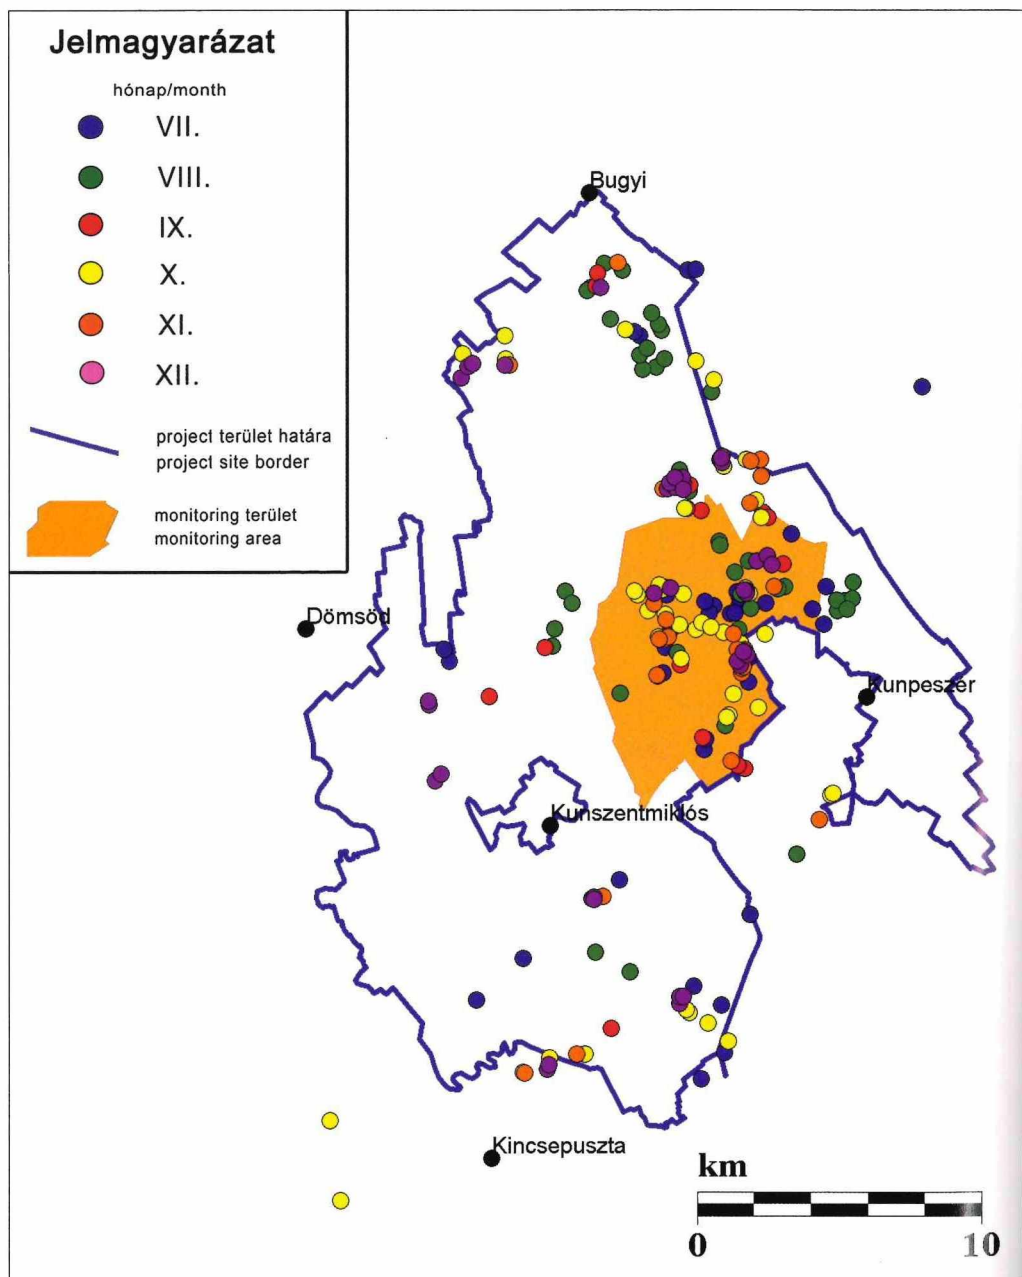 Jelmagyarázat
hónap/month
VII.
VIII.
IX.
X.
XI.
XII.
project terület határa
project site border
monitoring terület
monitoring area
Bugyi
Dömsöd
Kunpeszér
Kunszentmiklós
Kincsepuszta
km
0 10